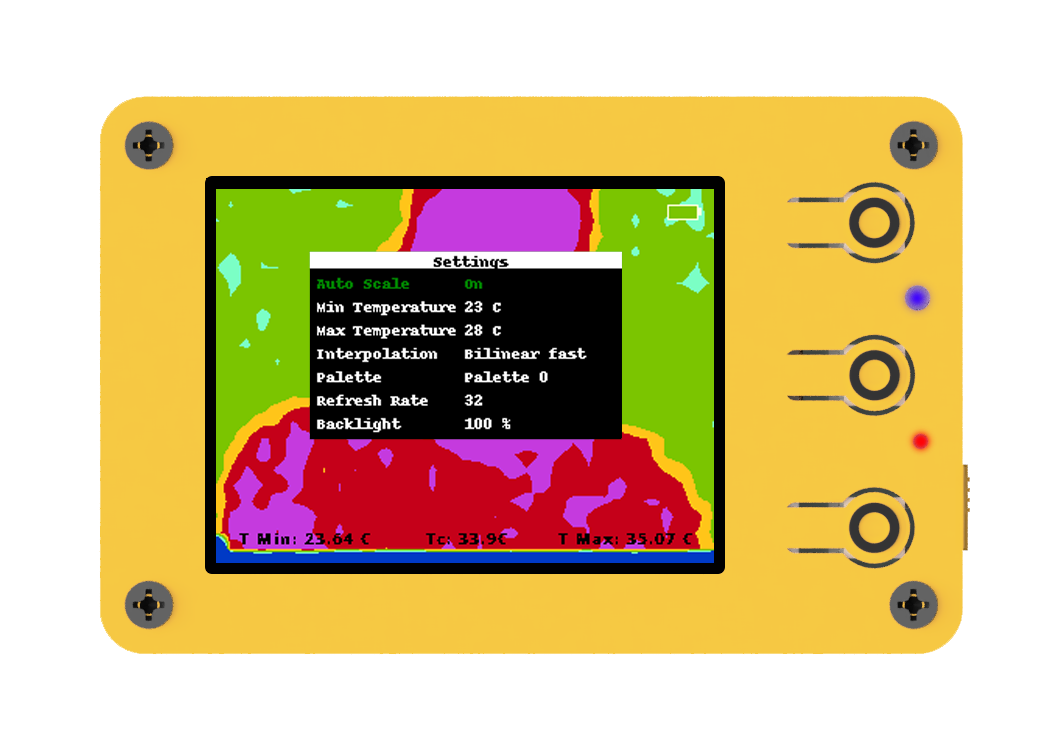 Settings
Auto Scale On
Min Temperature 23 C
Max Temperature 28 C
Interpolation Bilinear fast
Palette Palette 0
Refresh Rate 32
Backlight 100 %
T Min: 23.64 C Tc: 33.9C T Max: 35.07 C